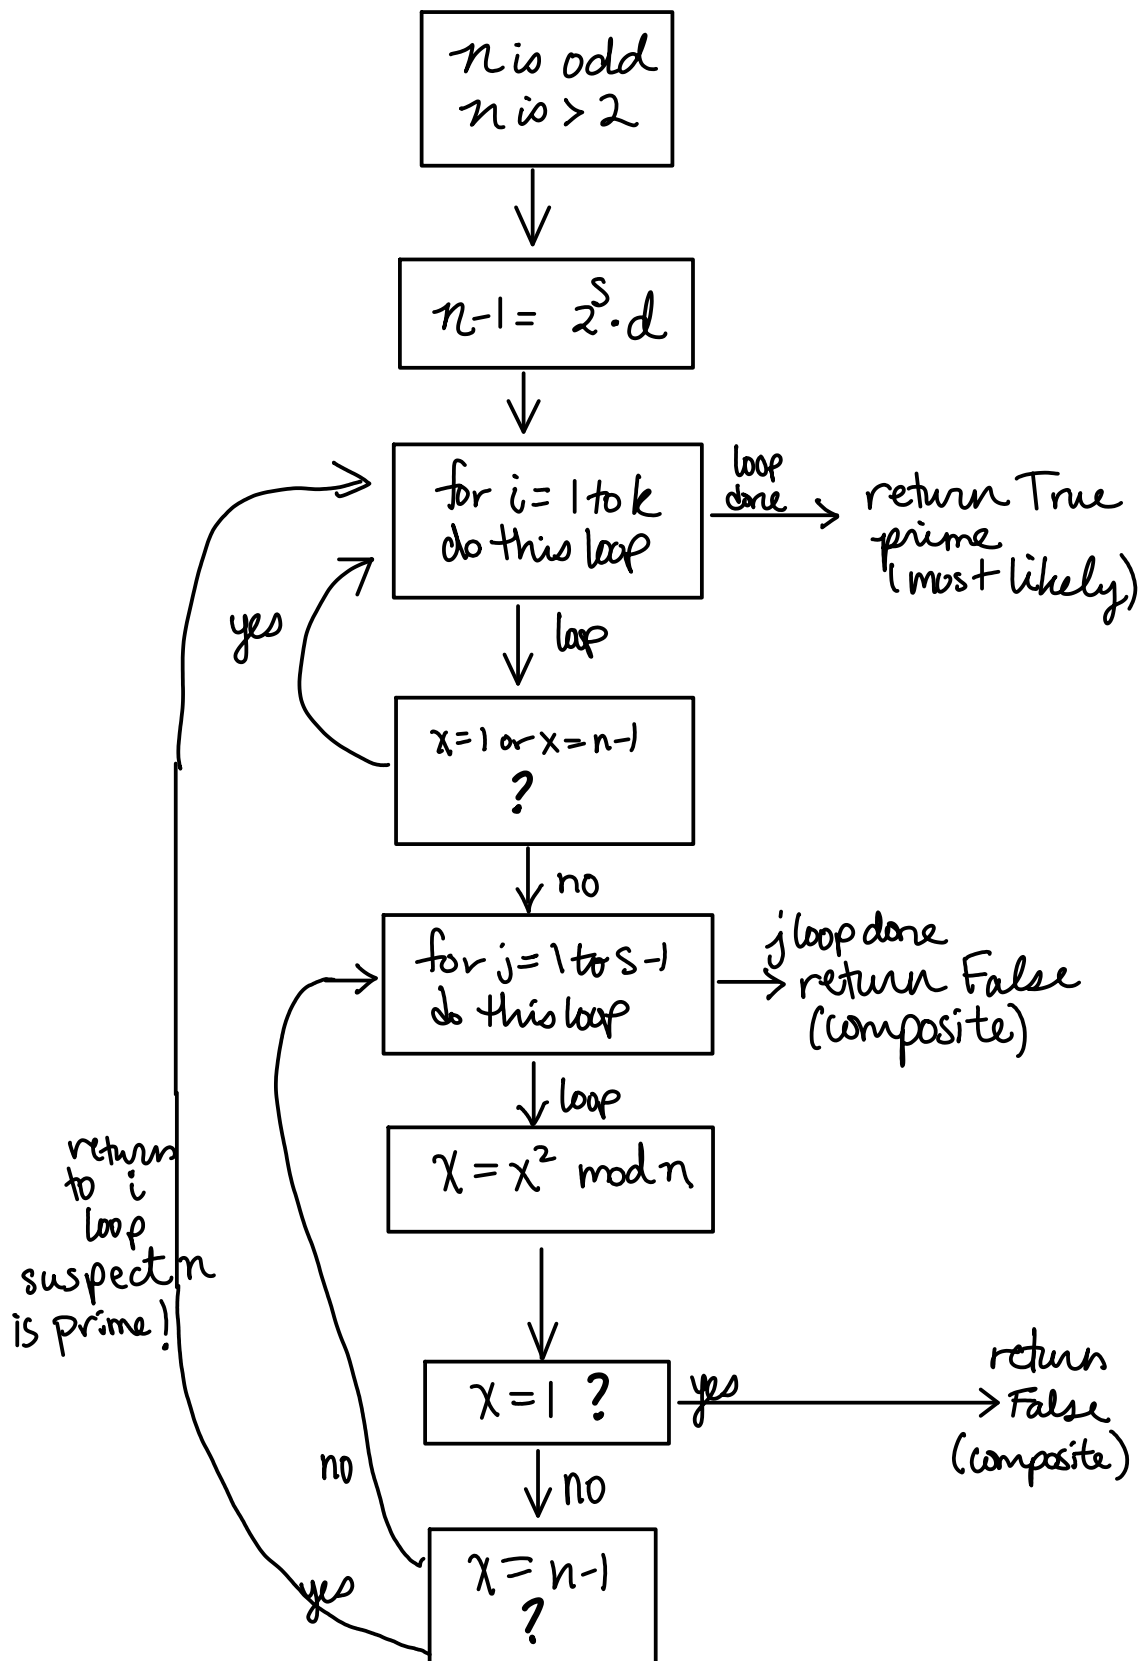 n is odd
n is > 2
n-1 = 2^s · d
for i = 1 to k
do this loop
loop
done
return True
prime
(most likely)
yes
loop
x=1 or x=n-1
?
no
for j=1 to s-1
do this loop
j loop done
return False
(composite)
loop
x = x² mod n
return
to i
loop
suspect n
is prime!
x=1 ?
yes
return
False
(composite)
no
no
x = n-1
?
yes